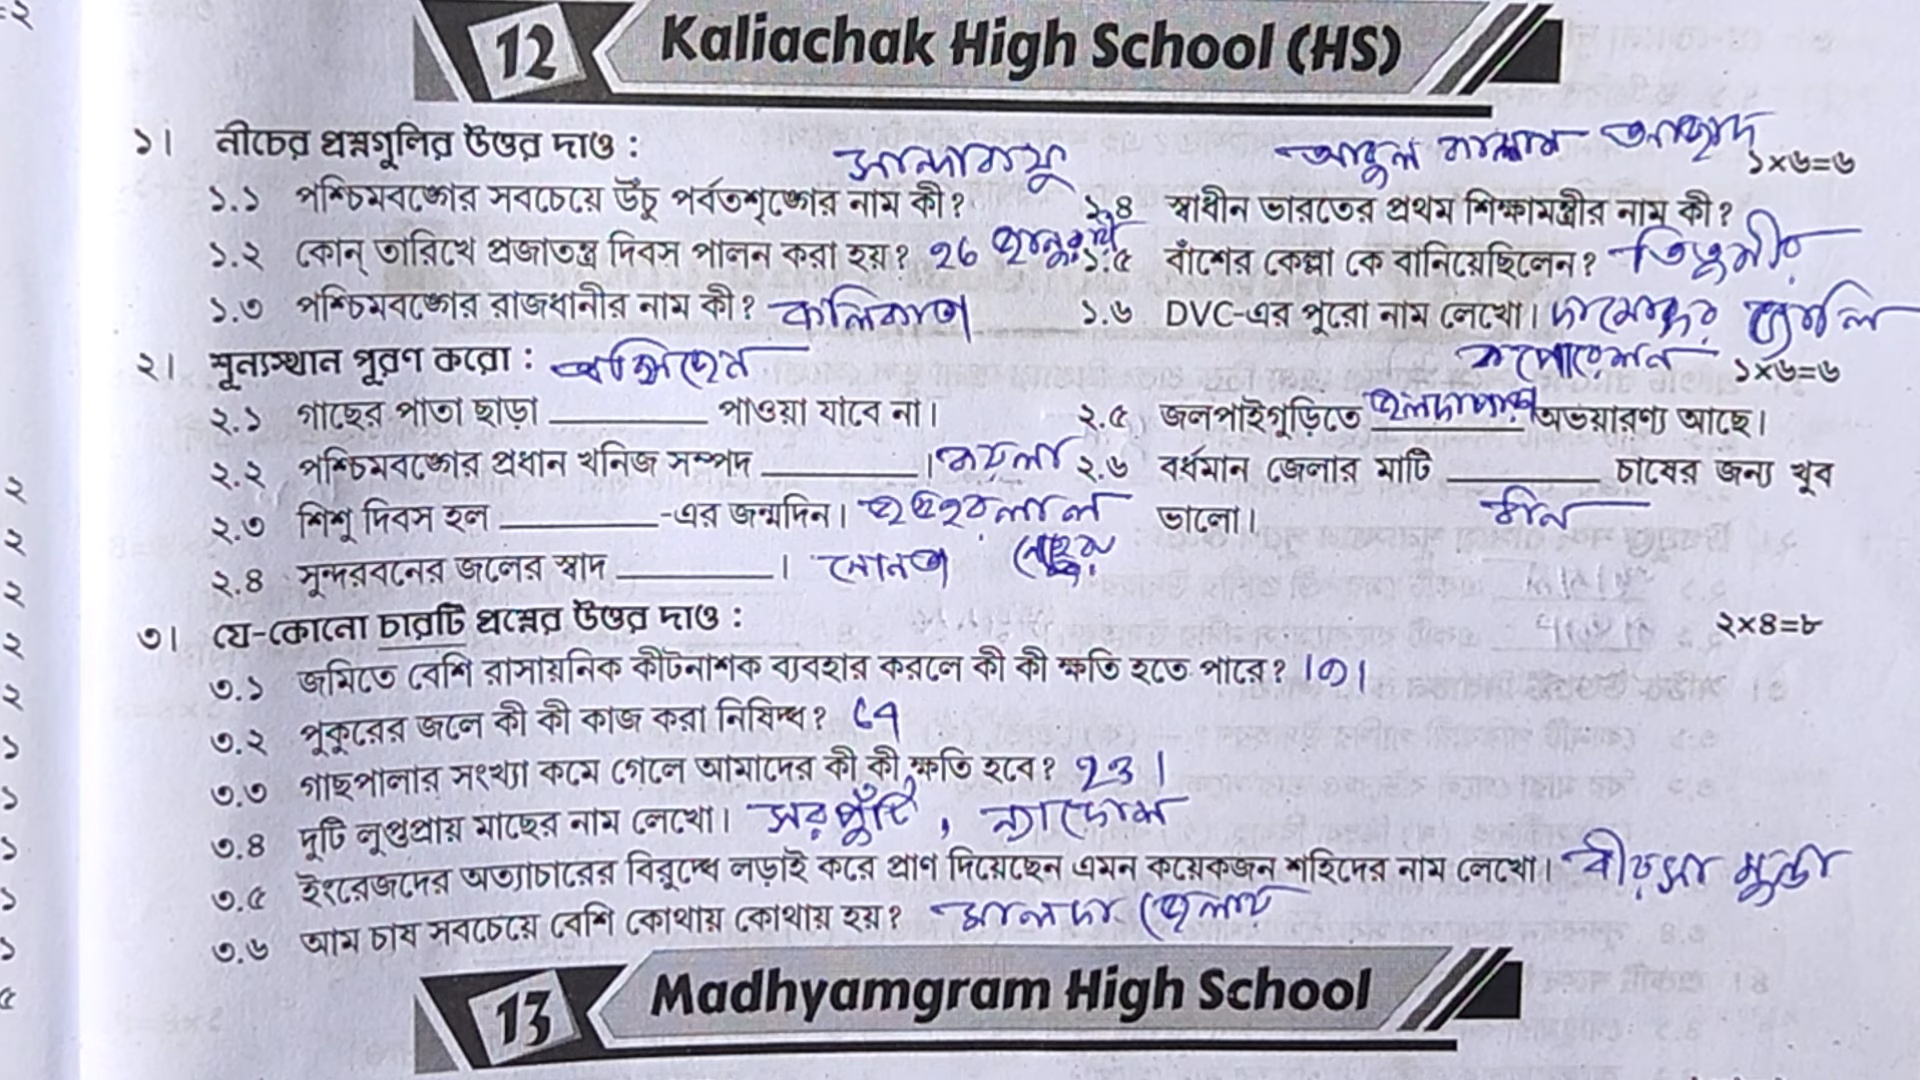 12 Kaliachak High School (HS)
১। নীচের প্রশ্নগুলির উত্তর দাও : ১×৬=৬
সান্দাকফু
আবুল কালাম আজাদ
১.১ পশ্চিমবঙ্গের সবচেয়ে উঁচু পর্বতশৃঙ্গের নাম কী?
১.৪ স্বাধীন ভারতের প্রথম শিক্ষামন্ত্রীর নাম কী?
১.২ কোন্ তারিখে প্রজাতন্ত্র দিবস পালন করা হয়? ২৬
১.৫ বাঁশের কেল্লা কে বানিয়েছিলেন? তিতুমীর
১.৩ পশ্চিমবঙ্গের রাজধানীর নাম কী? কলিকাতা
১.৬ DVC-এর পুরো নাম লেখো। দামোদর ভ্যালি
কর্পোরেশন
২। শূন্যস্থান পূরণ করো : অক্সিজেন ১×৬=৬
২.১ গাছের পাতা ছাড়া ________ পাওয়া যাবে না।
২.৫ জলপাইগুড়িতে জলদাপাড়া অভয়ারণ্য আছে।
২.২ পশ্চিমবঙ্গের প্রধান খনিজ সম্পদ ________। কয়লা
২.৬ বর্ধমান জেলার মাটি ________ চাষের জন্য খুব
২.৩ শিশু দিবস হল ________-এর জন্মদিন। জওহরলাল
নেহেরু
ভালো। ধান
২.৪ সুন্দরবনের জলের স্বাদ ________। নোনতা
৩। যে-কোনো চারটি প্রশ্নের উত্তর দাও : ২×৪=৮
৩.১ জমিতে বেশি রাসায়নিক কীটনাশক ব্যবহার করলে কী কী ক্ষতি হতে পারে?
৩.২ পুকুরের জলে কী কী কাজ করা নিষিদ্ধ?
৩.৩ গাছপালার সংখ্যা কমে গেলে আমাদের কী কী ক্ষতি হবে?
৩.৪ দুটি লুপ্তপ্রায় মাছের নাম লেখো। সরপুঁটি, ন্যাদোস
৩.৫ ইংরেজদের অত্যাচারের বিরুদ্ধে লড়াই করে প্রাণ দিয়েছেন এমন কয়েকজন শহিদের নাম লেখো। বীরসা মুন্ডা
৩.৬ আম চাষ সবচেয়ে বেশি কোথায় কোথায় হয়? মালদা জেলায়
13 Madhyamgram High School